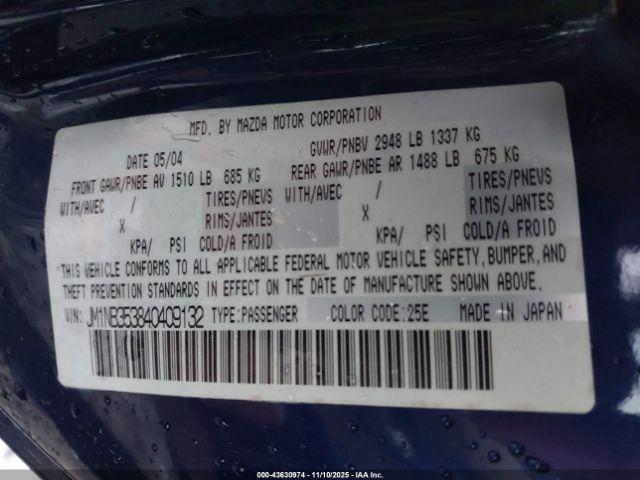 MFD. BY MAZDA MOTOR CORPORATION
DATE 05/04 GVWR/PNBV 2948 LB 1337 KG
FRONT GAWR/PNBE AV 1510 LB 685 KG REAR GAWR/PNBE AR 1488 LB 675 KG
WITH/AVEC / TIRES/PNEVS WITH/AVEC / TIRES/PNEVS
X RIMS/JANTES X RIMS/JANTES
KPA/ PSI COLD/A FROID KPA/ PSI COLD/A FROID
THIS VEHICLE CONFORMS TO ALL APPLICABLE FEDERAL MOTOR VEHICLE SAFETY, BUMPER, AND
THEFT PREVENTION STANDARDS IN EFFECT ON THE DATE OF MANUFACTURE SHOWN ABOVE.
VIN: JM1NB353840409132 TYPE:PASSENGER COLOR CODE:25E MADE IN JAPAN
000-43630974 — 11/10/2025 — IAA Inc.